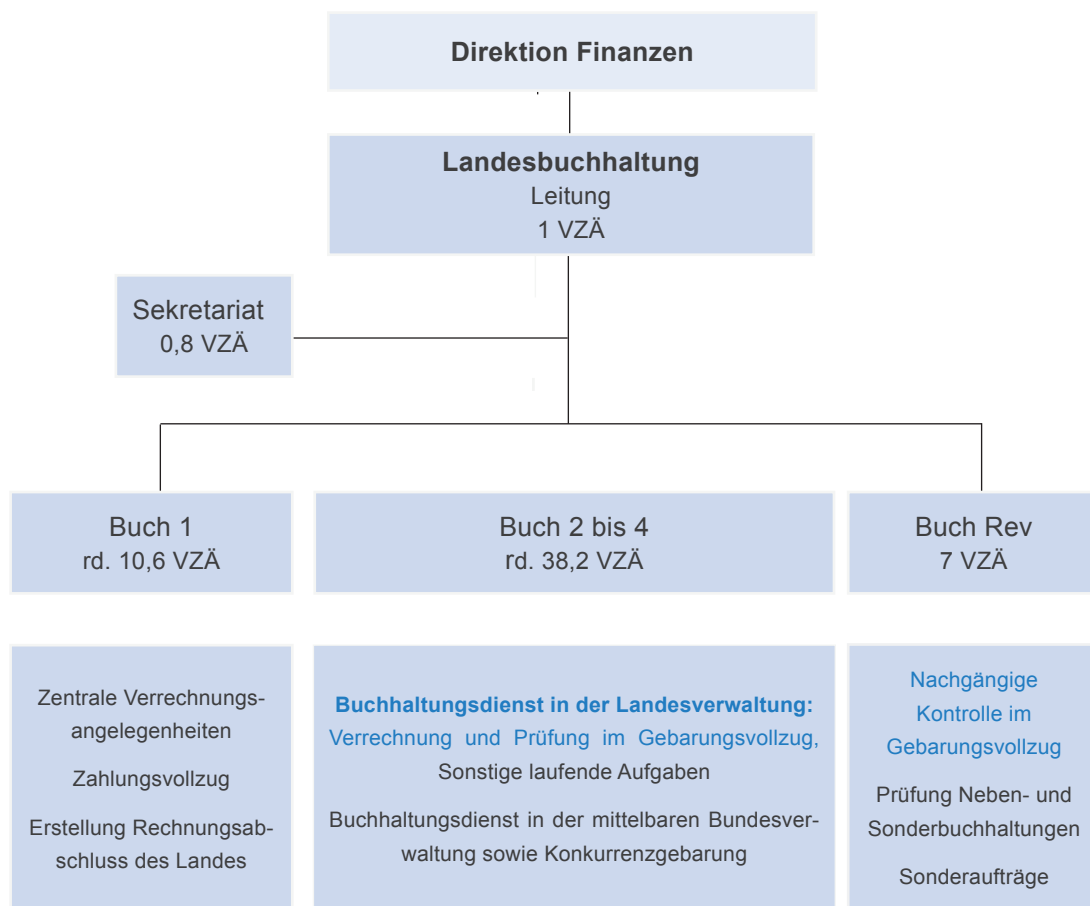 Direktion Finanzen
Landesbuchhaltung
Leitung
1 VZÄ
Sekretariat
0,8 VZÄ
Buch 1
rd. 10,6 VZÄ
Buch 2 bis 4
rd. 38,2 VZÄ
Buch Rev
7 VZÄ
Zentrale Verrechnungs-
angelegenheiten
Zahlungsvollzug
Erstellung Rechnungsab-
schluss des Landes
Buchhaltungsdienst in der Landesverwaltung:
Verrechnung und Prüfung im Gebarungsvollzug,
Sonstige laufende Aufgaben
Buchhaltungsdienst in der mittelbaren Bundesver-
waltung sowie Konkurrenzgebarung
Nachgängige
Kontrolle im
Gebarungsvollzug
Prüfung Neben- und
Sonderbuchhaltungen
Sonderaufträge